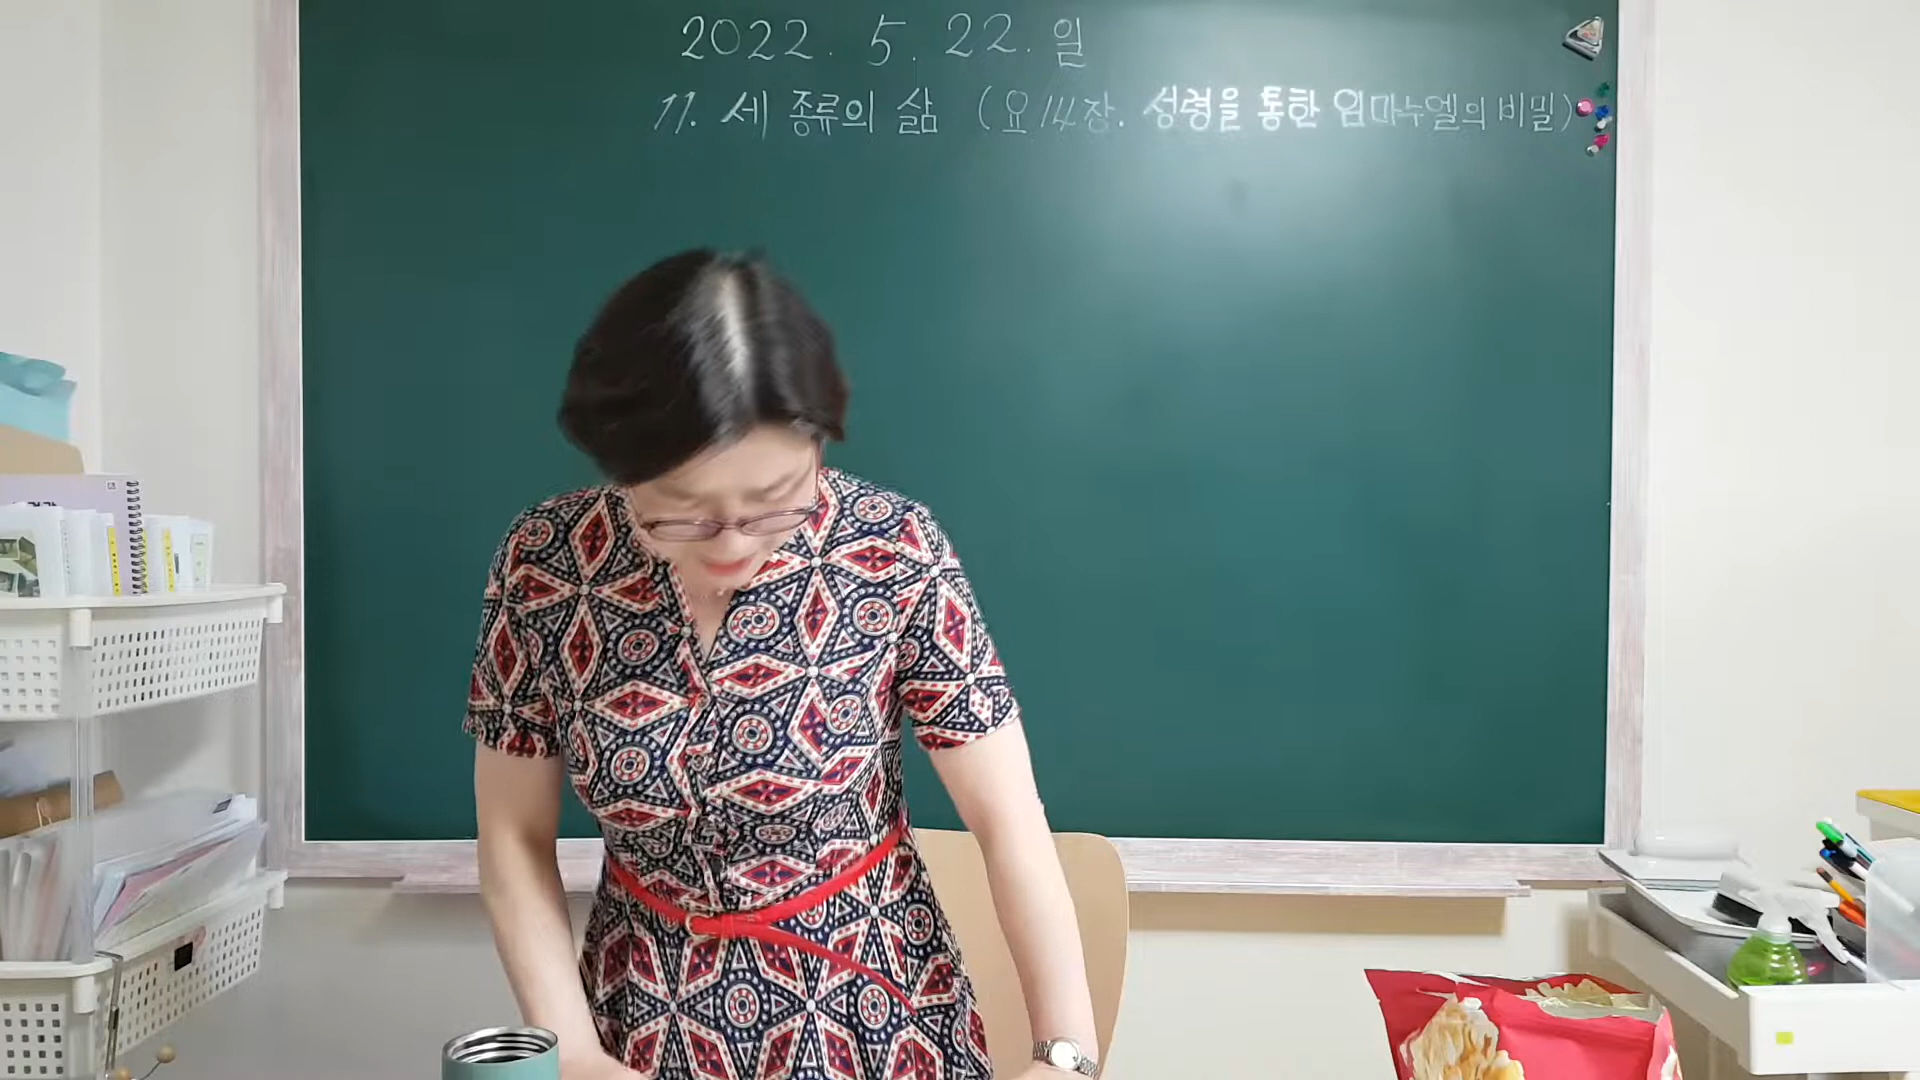 2022. 5. 22. 일
11. 세 종류의 삶 (요 14장. 성령을 통한 임마누엘의 비밀)